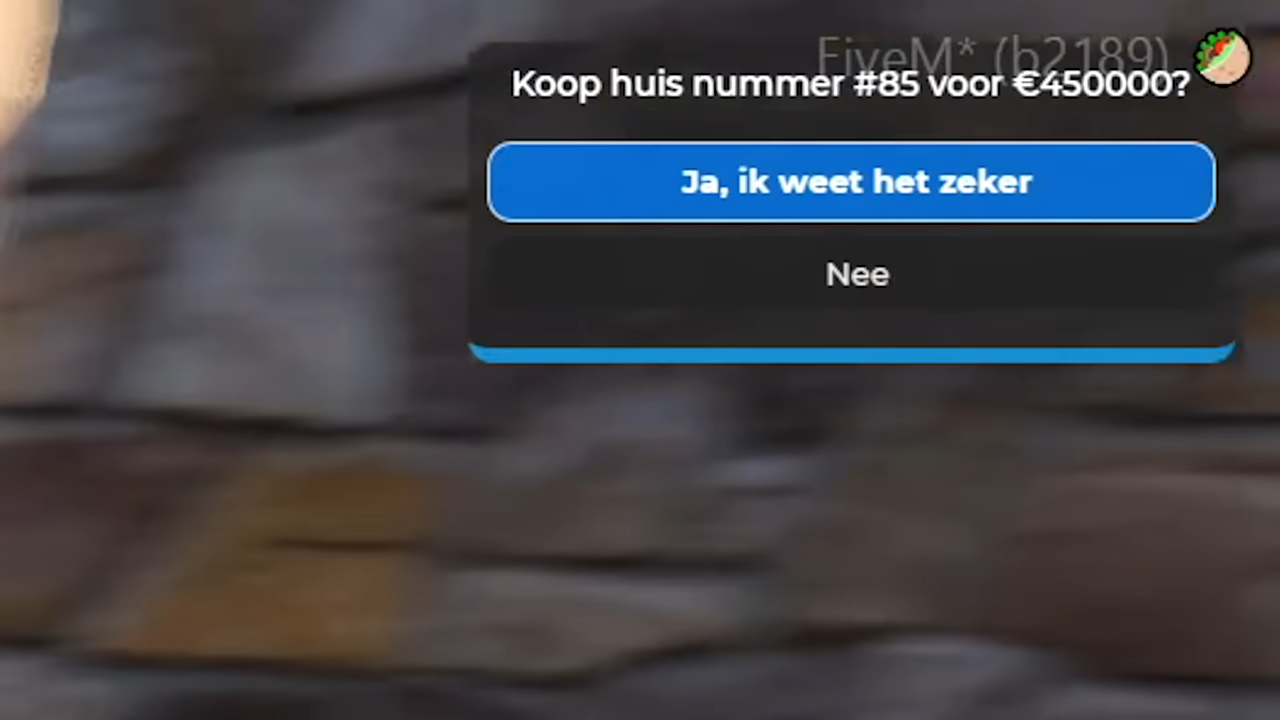 FiveM* (b2189)
Koop huis nummer #85 voor €450000?
Ja, ik weet het zeker
Nee